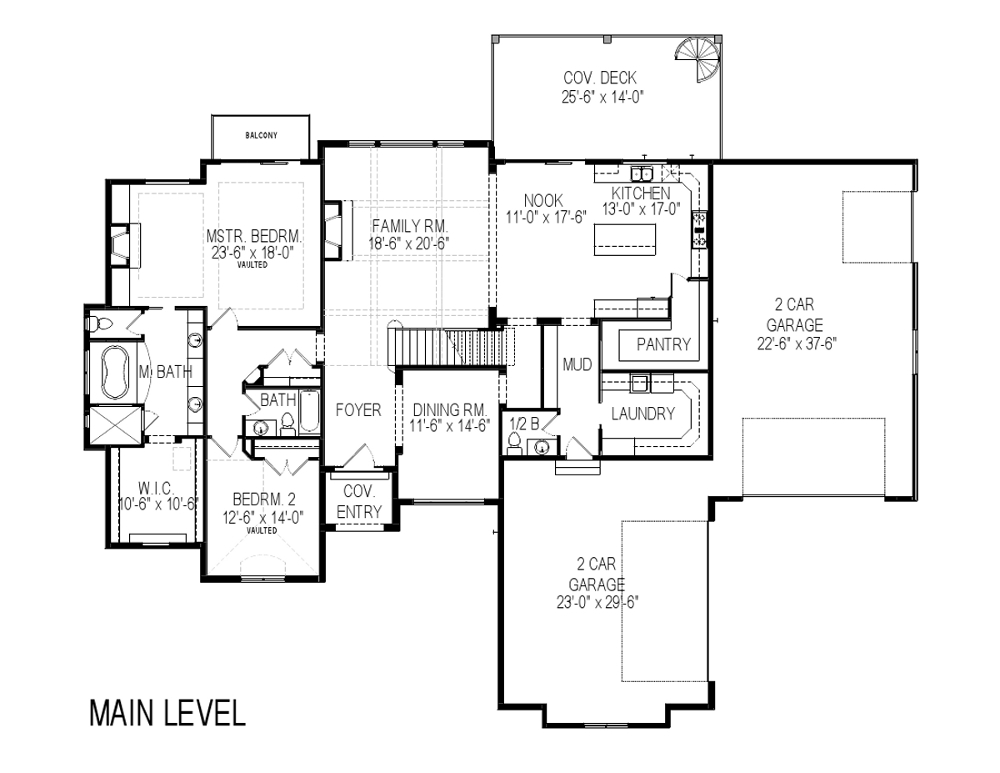 COV. DECK
25'-6" x 14'-0"
BALCONY
NOOK
11'-0" x 17'-6"
KITCHEN
13'-0" x 17-0"
FAMILY RM.
18'-6" x 20'-6"
MSTR. BEDRM.
23'-6" x 18'-0"
VAULTED
2 CAR
GARAGE
22'-6" x 37'-6"
PANTRY
MUD
M. BATH
BATH
FOYER
DINING RM.
11'-6" x 14'-6"
LAUNDRY
1/2 B
W.I.C.
10'-6" x 10'-6"
BEDRM. 2
12'-6" x 14'-0"
VAULTED
COV.
ENTRY
2 CAR
GARAGE
23'-0" x 29'-6"
MAIN LEVEL